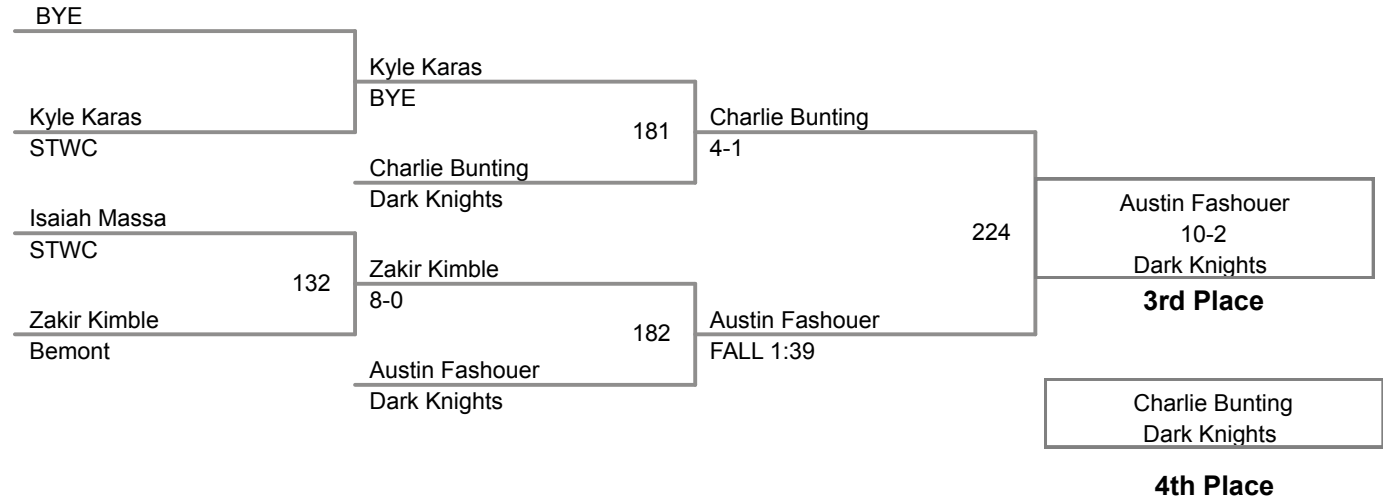 BYE
Kyle Karas
BYE
Kyle Karas
STWC
181
Charlie Bunting
4-1
Charlie Bunting
Dark Knights
Isaiah Massa
STWC
132
Zakir Kimble
8-0
Zakir Kimble
Bemont
182
Austin Fashouer
FALL 1:39
Austin Fashouer
Dark Knights
224
Austin Fashouer
10-2
Dark Knights
3rd Place
Charlie Bunting
Dark Knights
4th Place